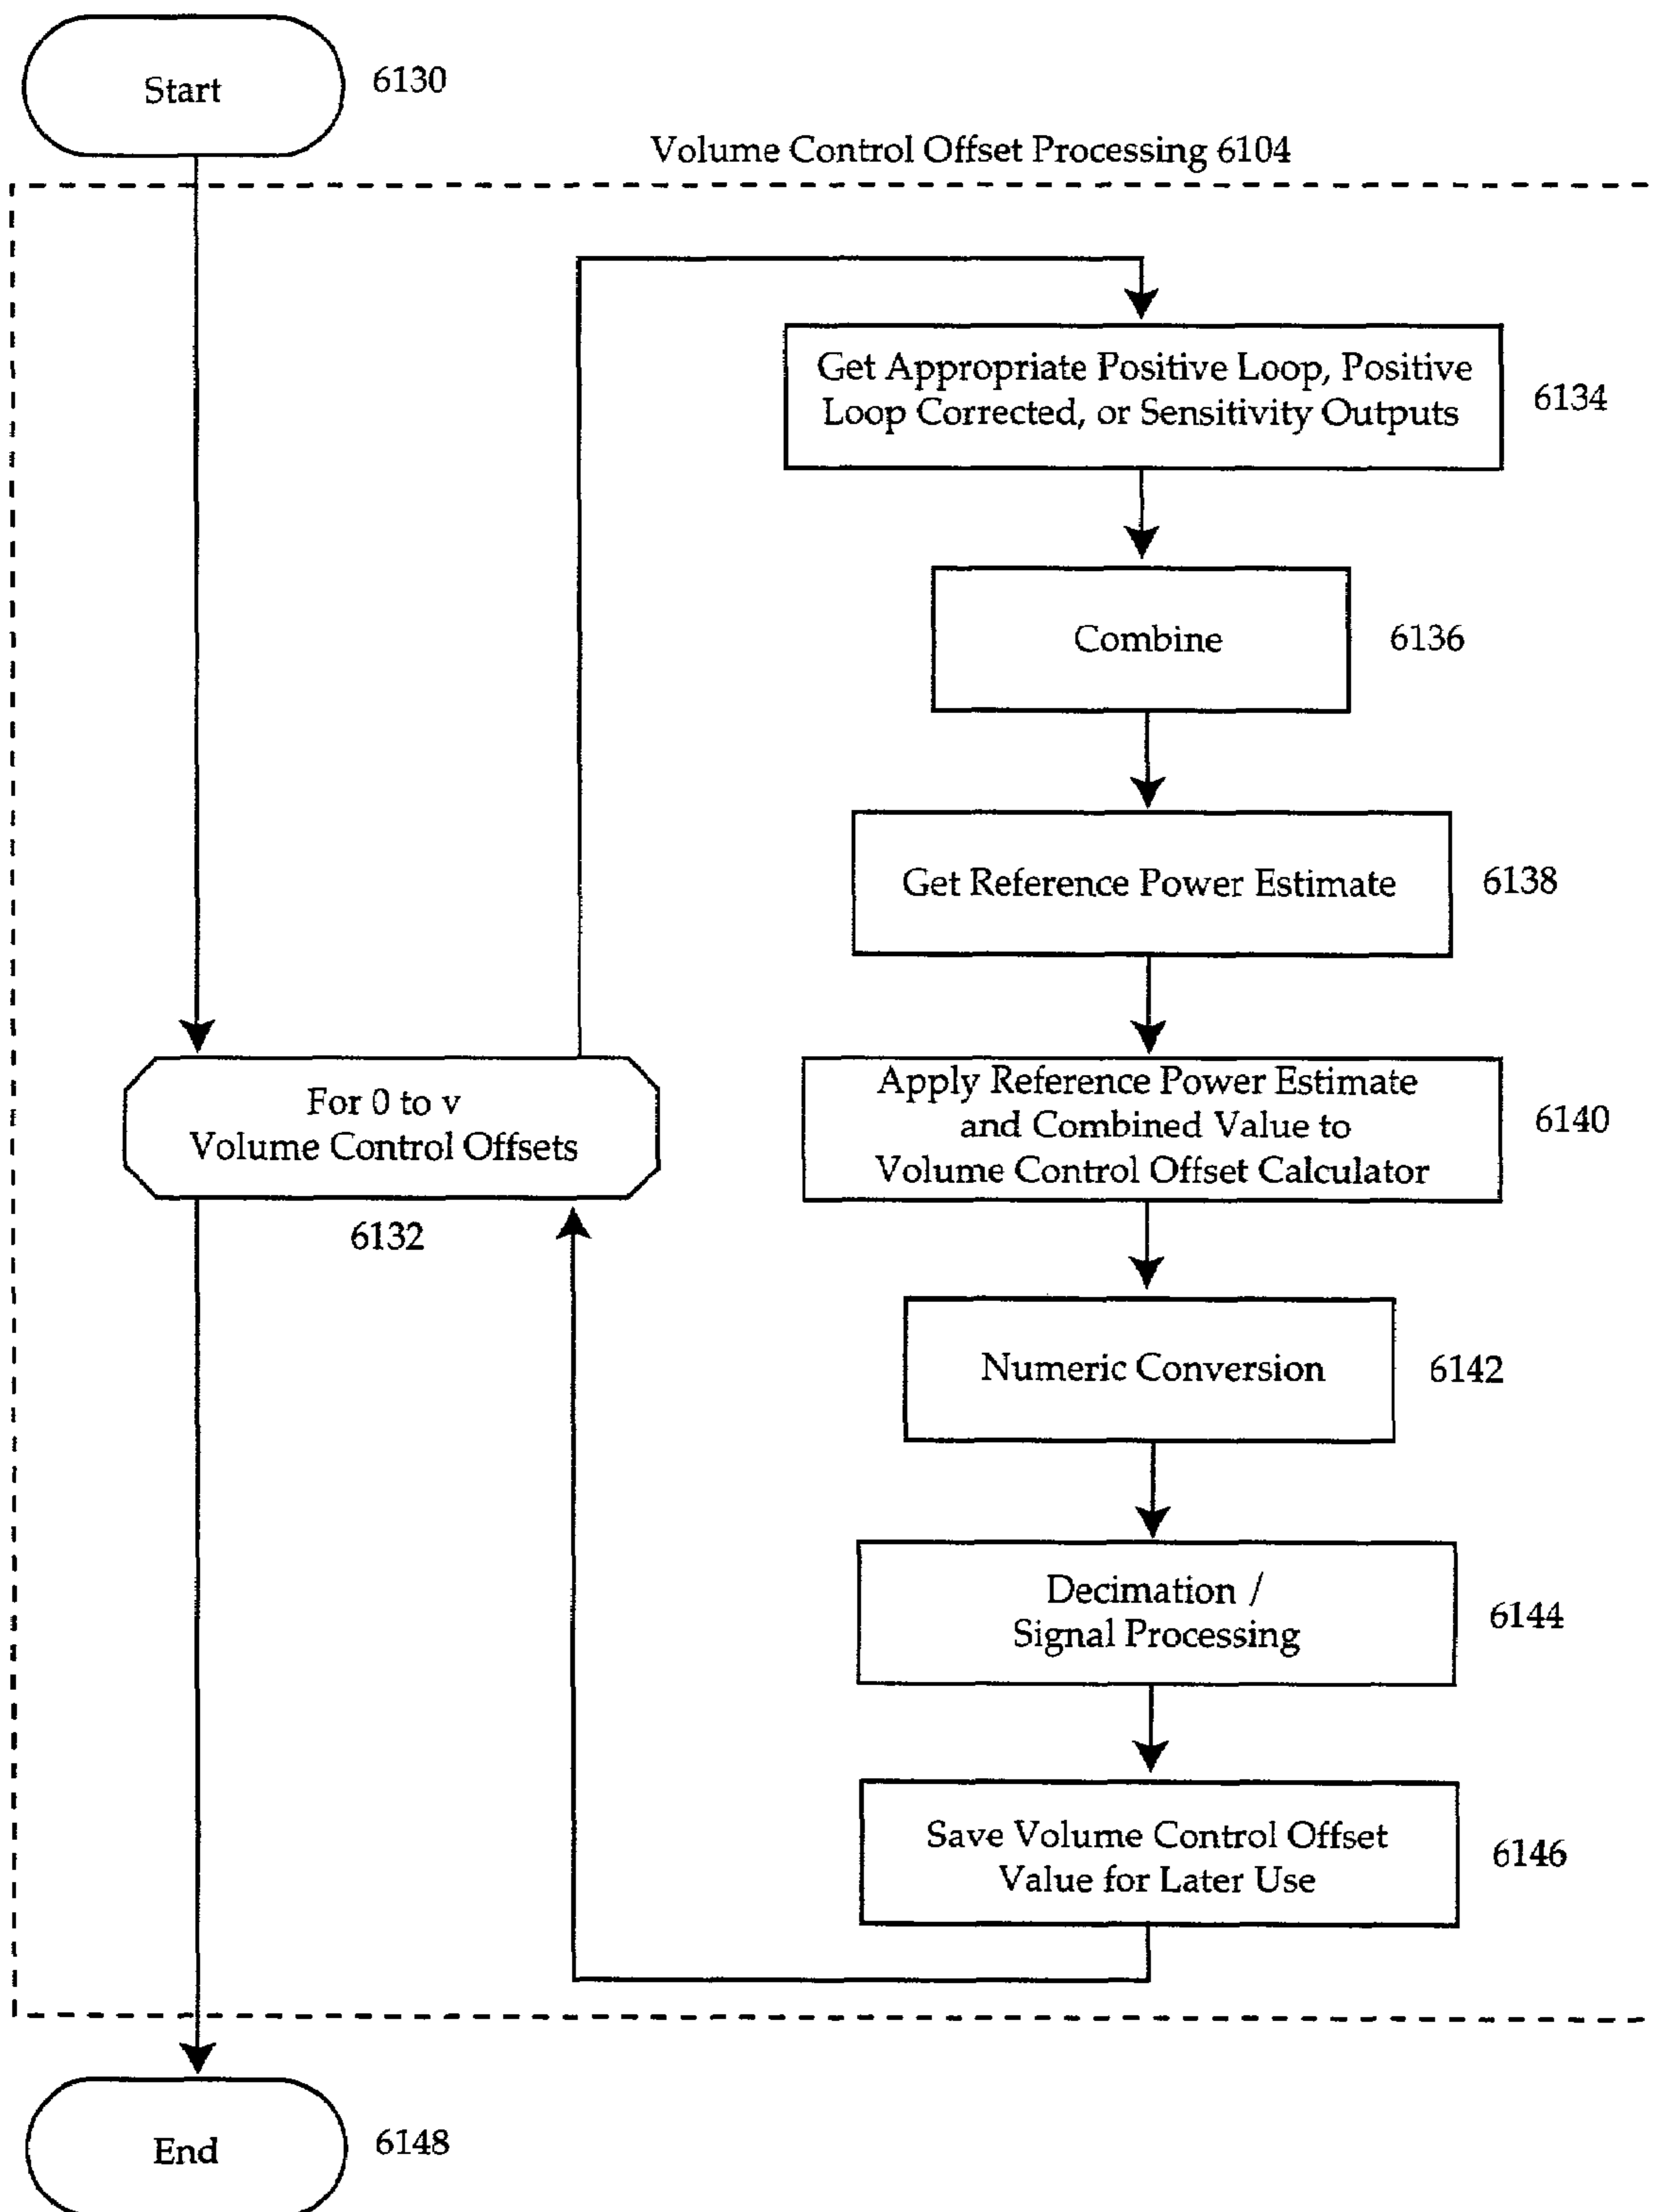 Start
6130
Volume Control Offset Processing 6104
Get Appropriate Positive Loop, Positive
Loop Corrected, or Sensitivity Outputs
6134
Combine
6136
Get Reference Power Estimate
6138
For 0 to v
Volume Control Offsets
6132
Apply Reference Power Estimate
and Combined Value to
Volume Control Offset Calculator
6140
Numeric Conversion
6142
Decimation /
Signal Processing
6144
Save Volume Control Offset
Value for Later Use
6146
End
6148